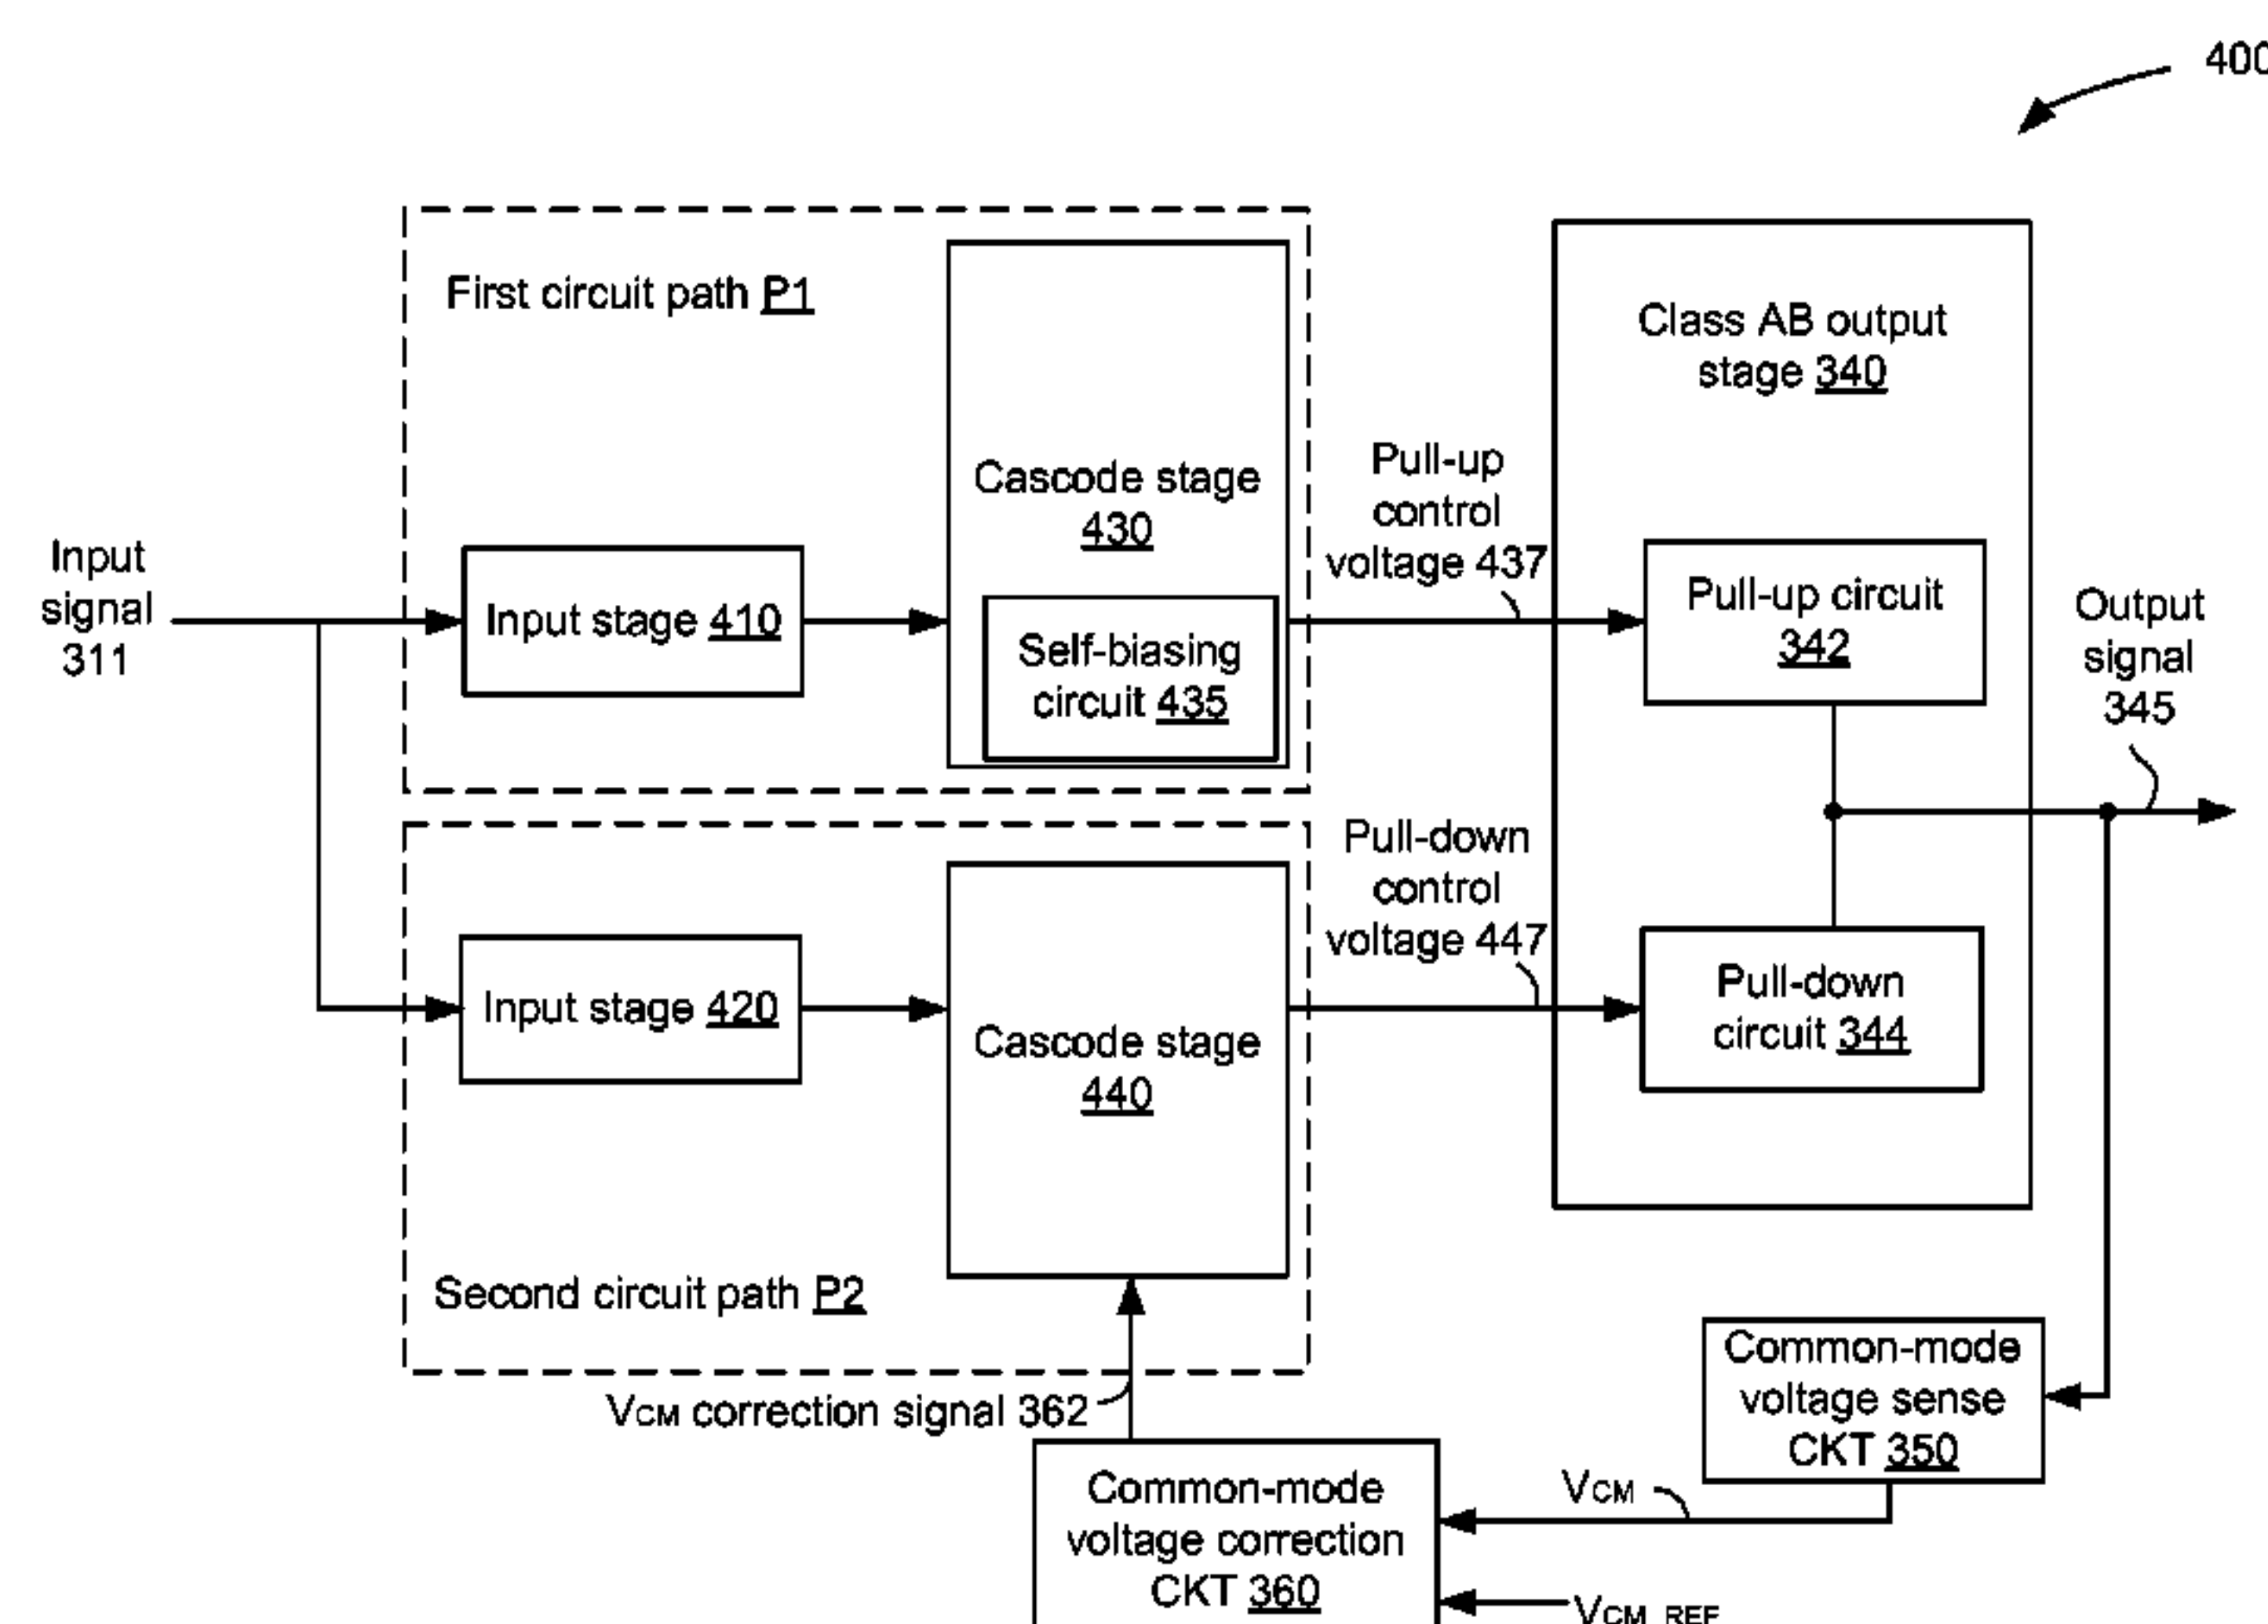 400
First circuit path P1
Class AB output
stage 340
Cascode stage
430
Pull-up
control
voltage 437
Input
signal
311
Input stage 410
Self-biasing
circuit 435
Pull-up circuit
342
Output
signal
345
Pull-down
control
voltage 447
Input stage 420
Cascode stage
440
Pull-down
circuit 344
Second circuit path P2
VCM correction signal 362
Common-mode
voltage sense
CKT 350
Common-mode
voltage correction
CKT 360
VCM
VCM_REF